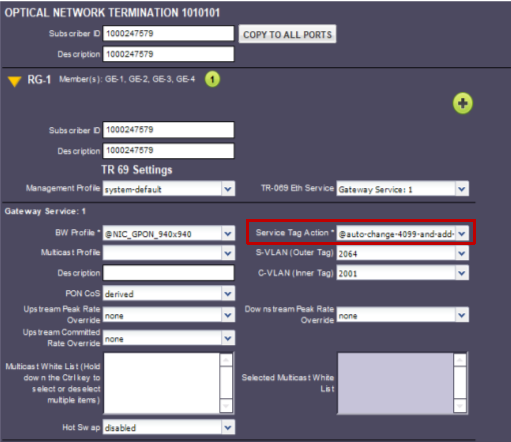 OPTICAL NETWORK TERMINATION 1010101
Subscriber ID 1000247579 COPY TO ALL PORTS
Description 1000247579
RG-1 Member(s): GE-1, GE-2, GE-3, GE-4 1
Subscriber ID 1000247579
Description 1000247579
TR 69 Settings
Management Profile system-default TR-069 Eth Service Gateway Service: 1
Gateway Service: 1
BW Profile * @NIC_GPON_940x940 Service Tag Action * @auto-change-4099-and-add-
Multicast Profile S-VLAN (Outer Tag) 2064
Description C-VLAN (Inner Tag) 2001
PON CoS derived
Upstream Peak Rate Override none Downstream Peak Rate Override none
Upstream Committed Rate Override none
Multicast White List (Hold down the Ctrl key to select or deselect multiple items) Selected Multicast White List
Hot Swap disabled